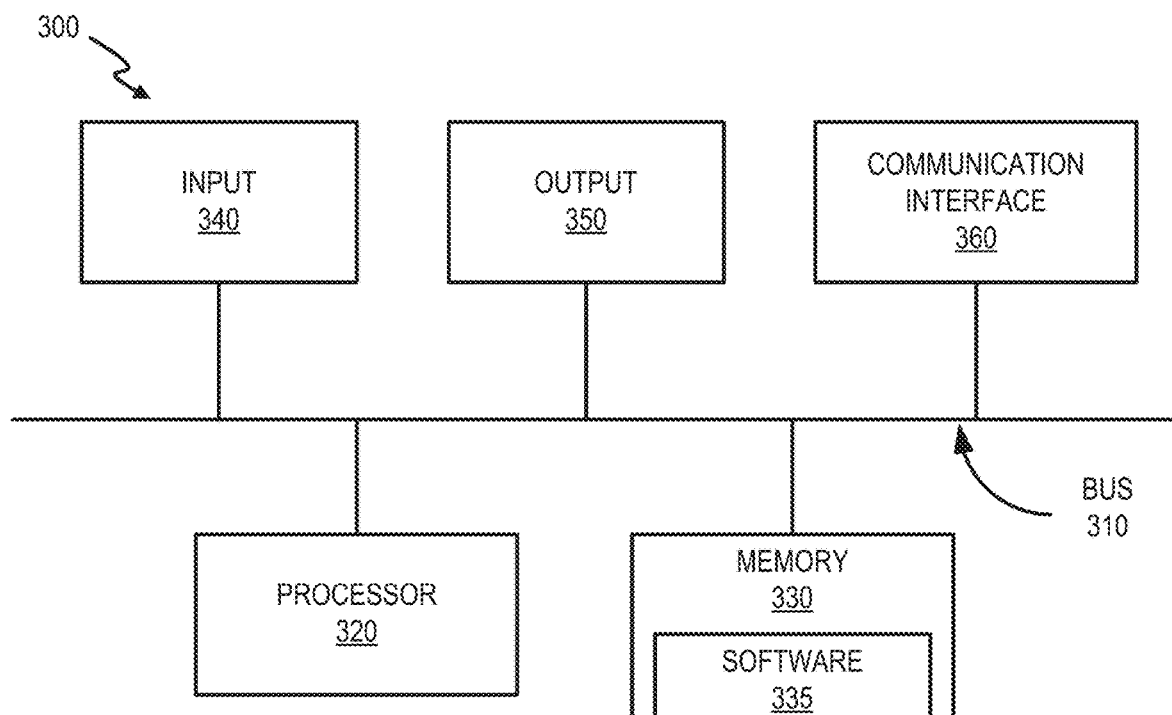 300
INPUT
340
OUTPUT
350
COMMUNICATION
INTERFACE
360
BUS
310
PROCESSOR
320
MEMORY
330
SOFTWARE
335